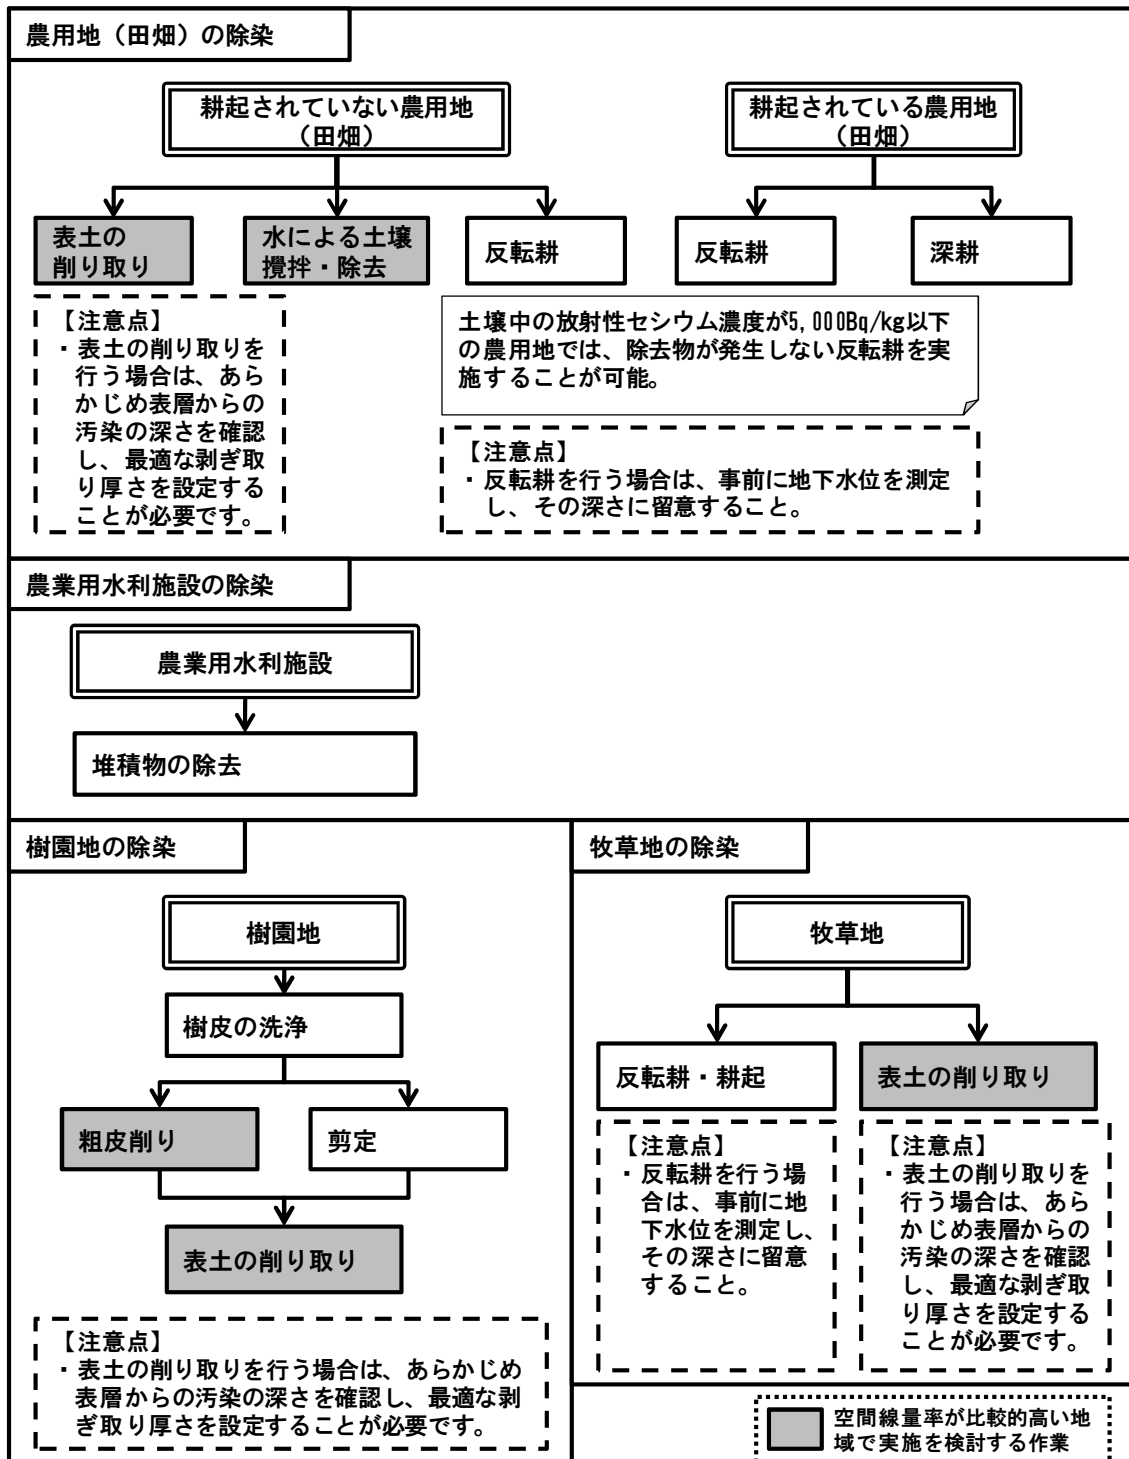 農用地（田畑）の除染
耕起されていない農用地
（田畑）
耕起されている農用地
（田畑）
表土の
削り取り
水による土壌
攪拌・除去
反転耕
反転耕
深耕
【注意点】
・表土の削り取りを
行う場合は、あら
かじめ表層からの
汚染の深さを確認
し、最適な剥ぎ取
り厚さを設定する
ことが必要です。
土壌中の放射性セシウム濃度が5,000Bq/kg以下
の農用地では、除去物が発生しない反転耕を実
施することが可能。
【注意点】
・反転耕を行う場合は、事前に地下水位を測定
し、その深さに留意すること。
農業用水利施設の除染
農業用水利施設
堆積物の除去
樹園地の除染
樹園地
樹皮の洗浄
粗皮削り
剪定
表土の削り取り
【注意点】
・表土の削り取りを行う場合は、あらかじめ
表層からの汚染の深さを確認し、最適な剥
ぎ取り厚さを設定することが必要です。
牧草地の除染
牧草地
反転耕・耕起
表土の削り取り
【注意点】
・反転耕を行う場
合は、事前に地
下水位を測定し、
その深さに留意
すること。
【注意点】
・表土の削り取りを
行う場合は、あら
かじめ表層からの
汚染の深さを確認
し、最適な剥ぎ取
り厚さを設定する
ことが必要です。
空間線量率が比較的高い地
域で実施を検討する作業